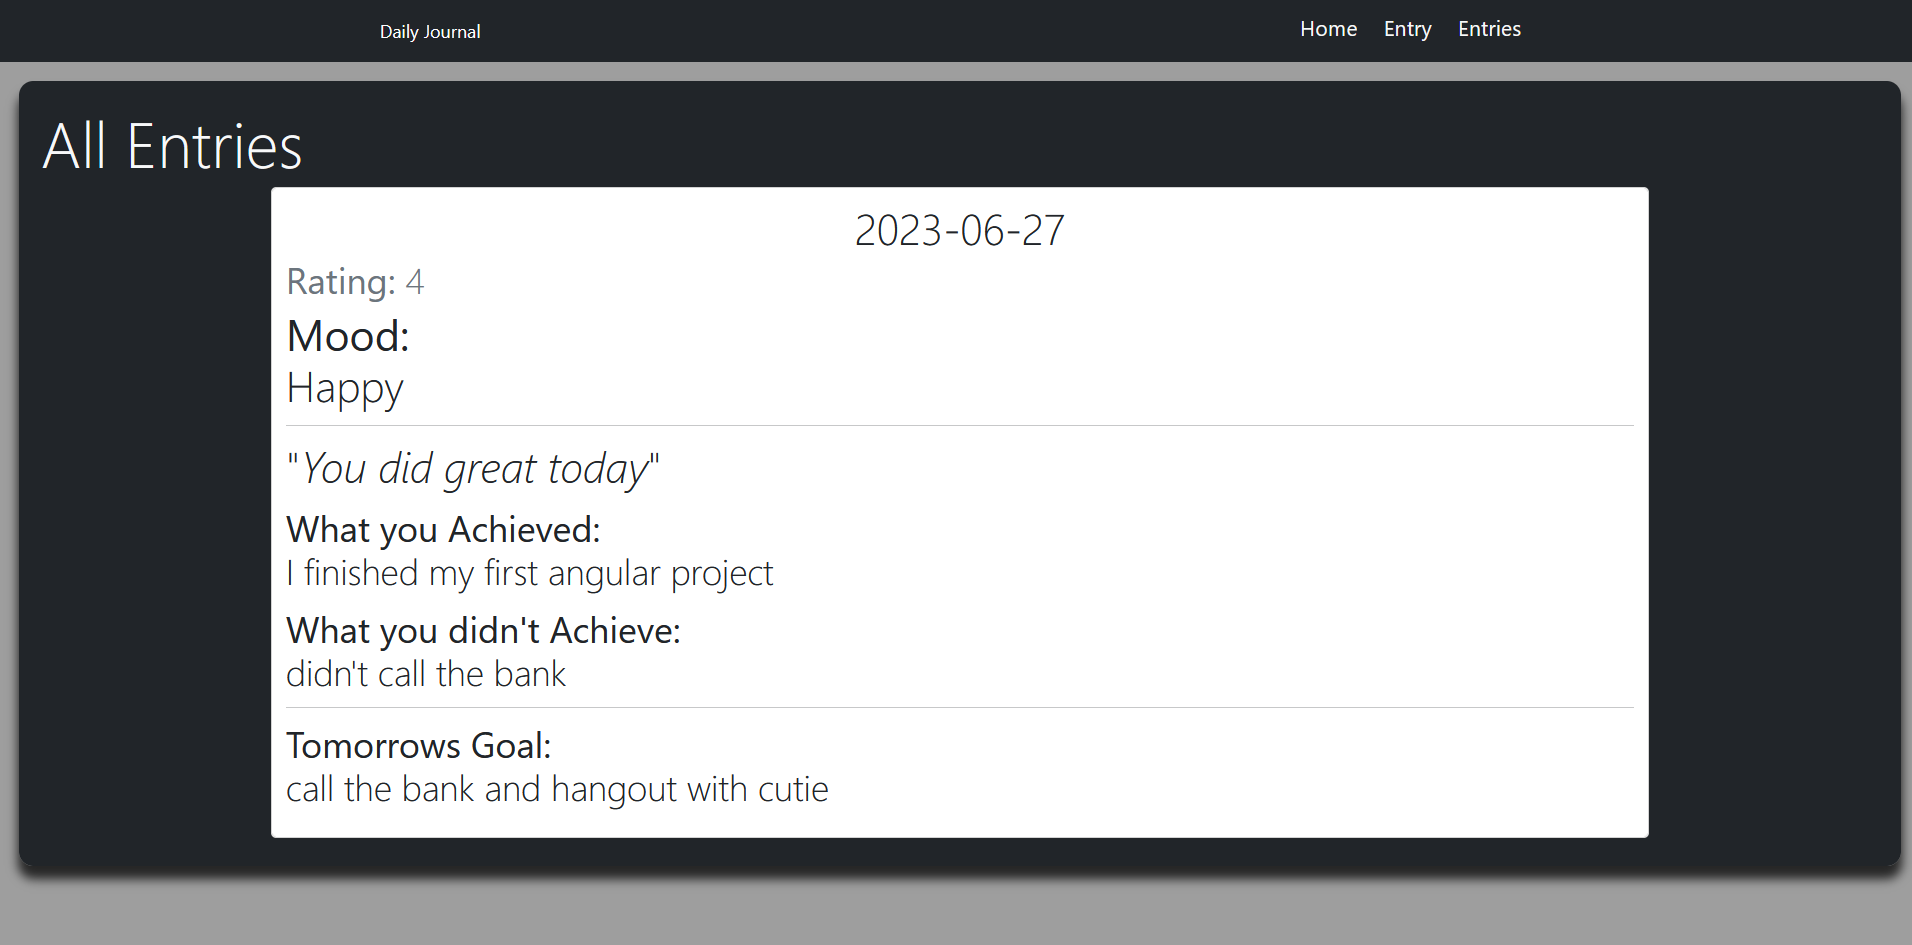 Daily Journal
Home Entry Entries
All Entries
2023-06-27
Rating: 4
Mood:
Happy
"You did great today"
What you Achieved:
I finished my first angular project
What you didn't Achieve:
didn't call the bank
Tomorrows Goal:
call the bank and hangout with cutie